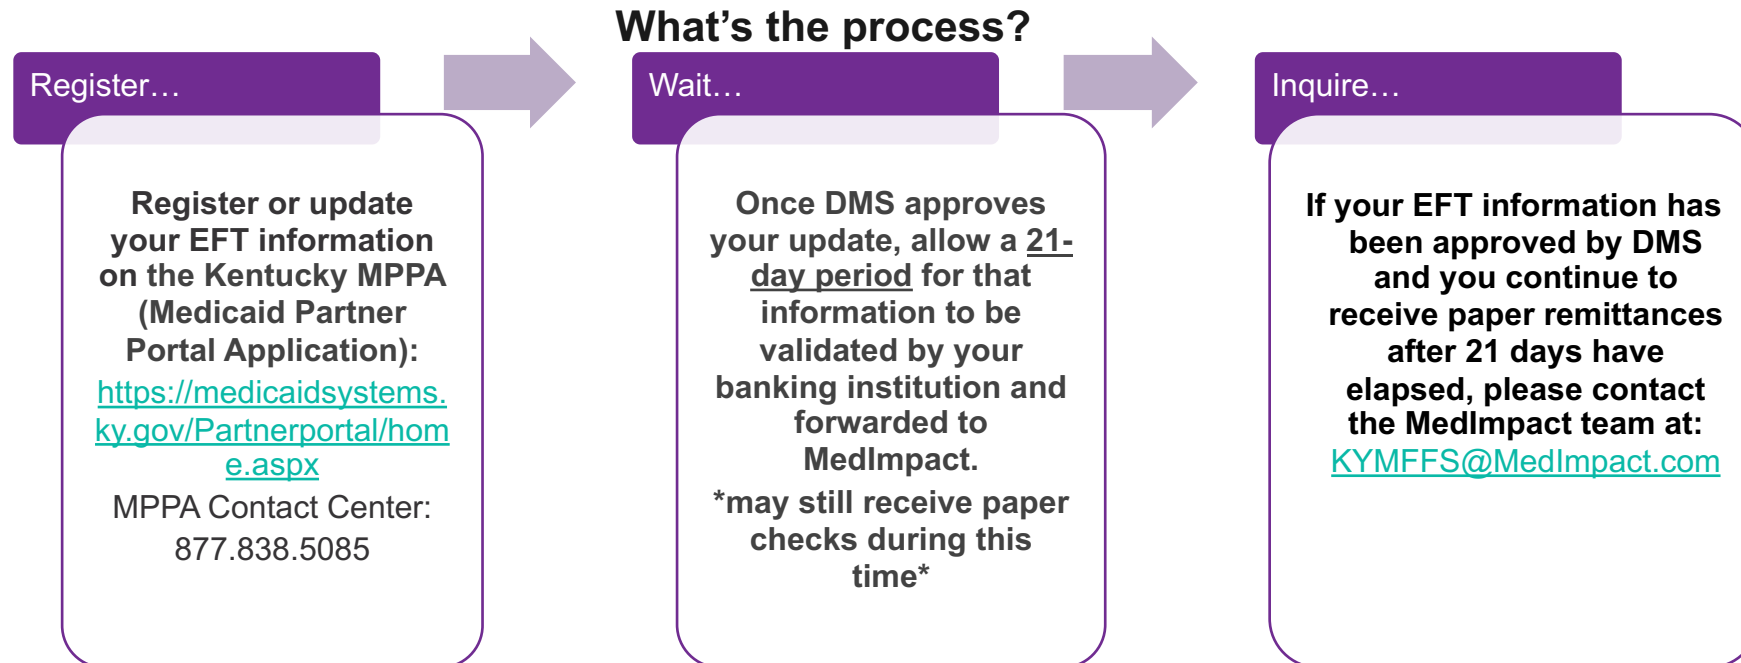 What’s the process?
Register…
Register or update
your EFT information
on the Kentucky MPPA
(Medicaid Partner
Portal Application):
https://medicaidsystems.
ky.gov/Partnerportal/hom
e.aspx
MPPA Contact Center:
877.838.5085
Wait…
Once DMS approves
your update, allow a 21-
day period for that
information to be
validated by your
banking institution and
forwarded to
MedImpact.
*may still receive paper
checks during this
time*
Inquire…
If your EFT information has
been approved by DMS
and you continue to
receive paper remittances
after 21 days have
elapsed, please contact
the MedImpact team at:
KYMFFS@MedImpact.com